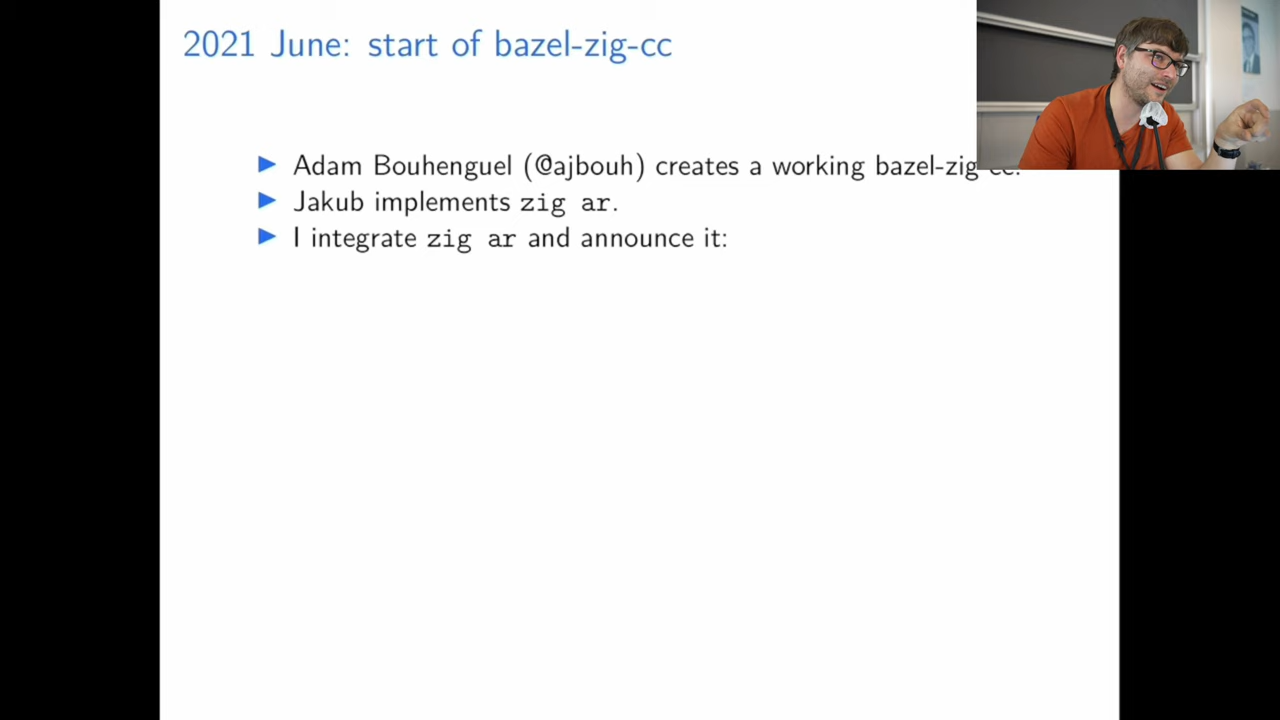 2021 June: start of bazel-zig-cc
▶ Adam Bouhenguel (@ajbouh) creates a working bazel-zig-cc.
▶ Jakub implements zig ar.
▶ I integrate zig ar and announce it: